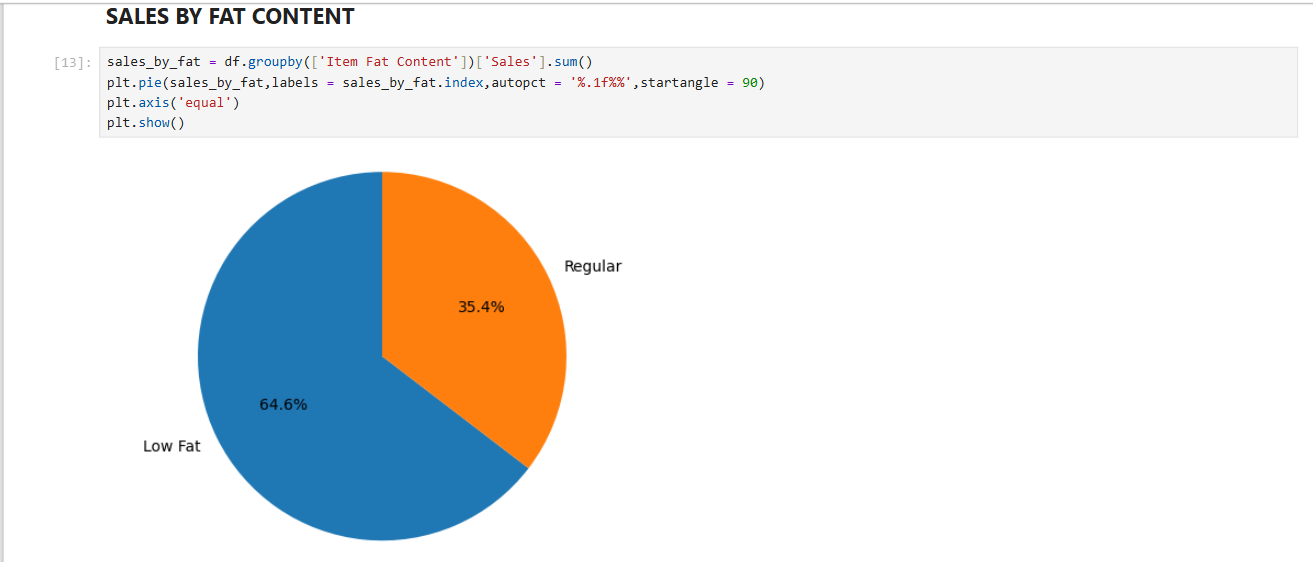 SALES BY FAT CONTENT
[13]: sales_by_fat = df.groupby(['Item Fat Content'])['Sales'].sum()
plt.pie(sales_by_fat,labels = sales_by_fat.index,autopct = '%.1f%%',startangle = 90)
plt.axis('equal')
plt.show()
Regular
35.4%
64.6%
Low Fat